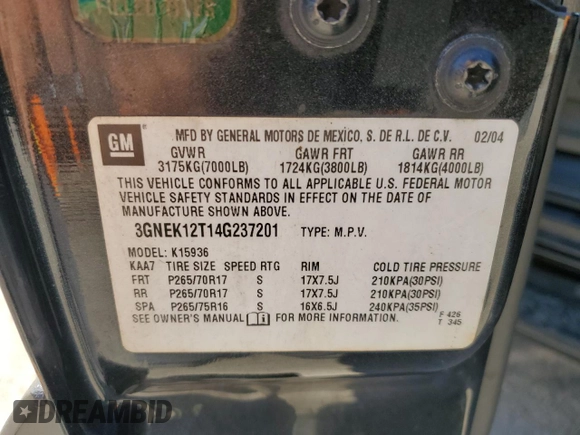 GM
MFD BY GENERAL MOTORS DE MEXICO, S. DE R.L. DE C.V. 02/04
GVWR GAWR FRT GAWR RR
3175KG(7000LB) 1724KG(3800LB) 1814KG(4000LB)
THIS VEHICLE CONFORMS TO ALL APPLICABLE U.S. FEDERAL MOTOR
VEHICLE SAFETY STANDARDS IN EFFECT ON THE DATE OF
MANUFACTURE SHOWN ABOVE.
3GNEK12T14G237201 TYPE: M.P.V.
MODEL: K15936
KAA7 TIRE SIZE SPEED RTG RIM COLD TIRE PRESSURE
FRT P265/70R17 S 17X7.5J 210KPA(30PSI)
RR P265/70R17 S 17X7.5J 210KPA(30PSI)
SPA P265/75R16 S 16X6.5J 240KPA(35PSI)
SEE OWNER'S MANUAL FOR MORE INFORMATION.
F 426
T 345
DREAMBID